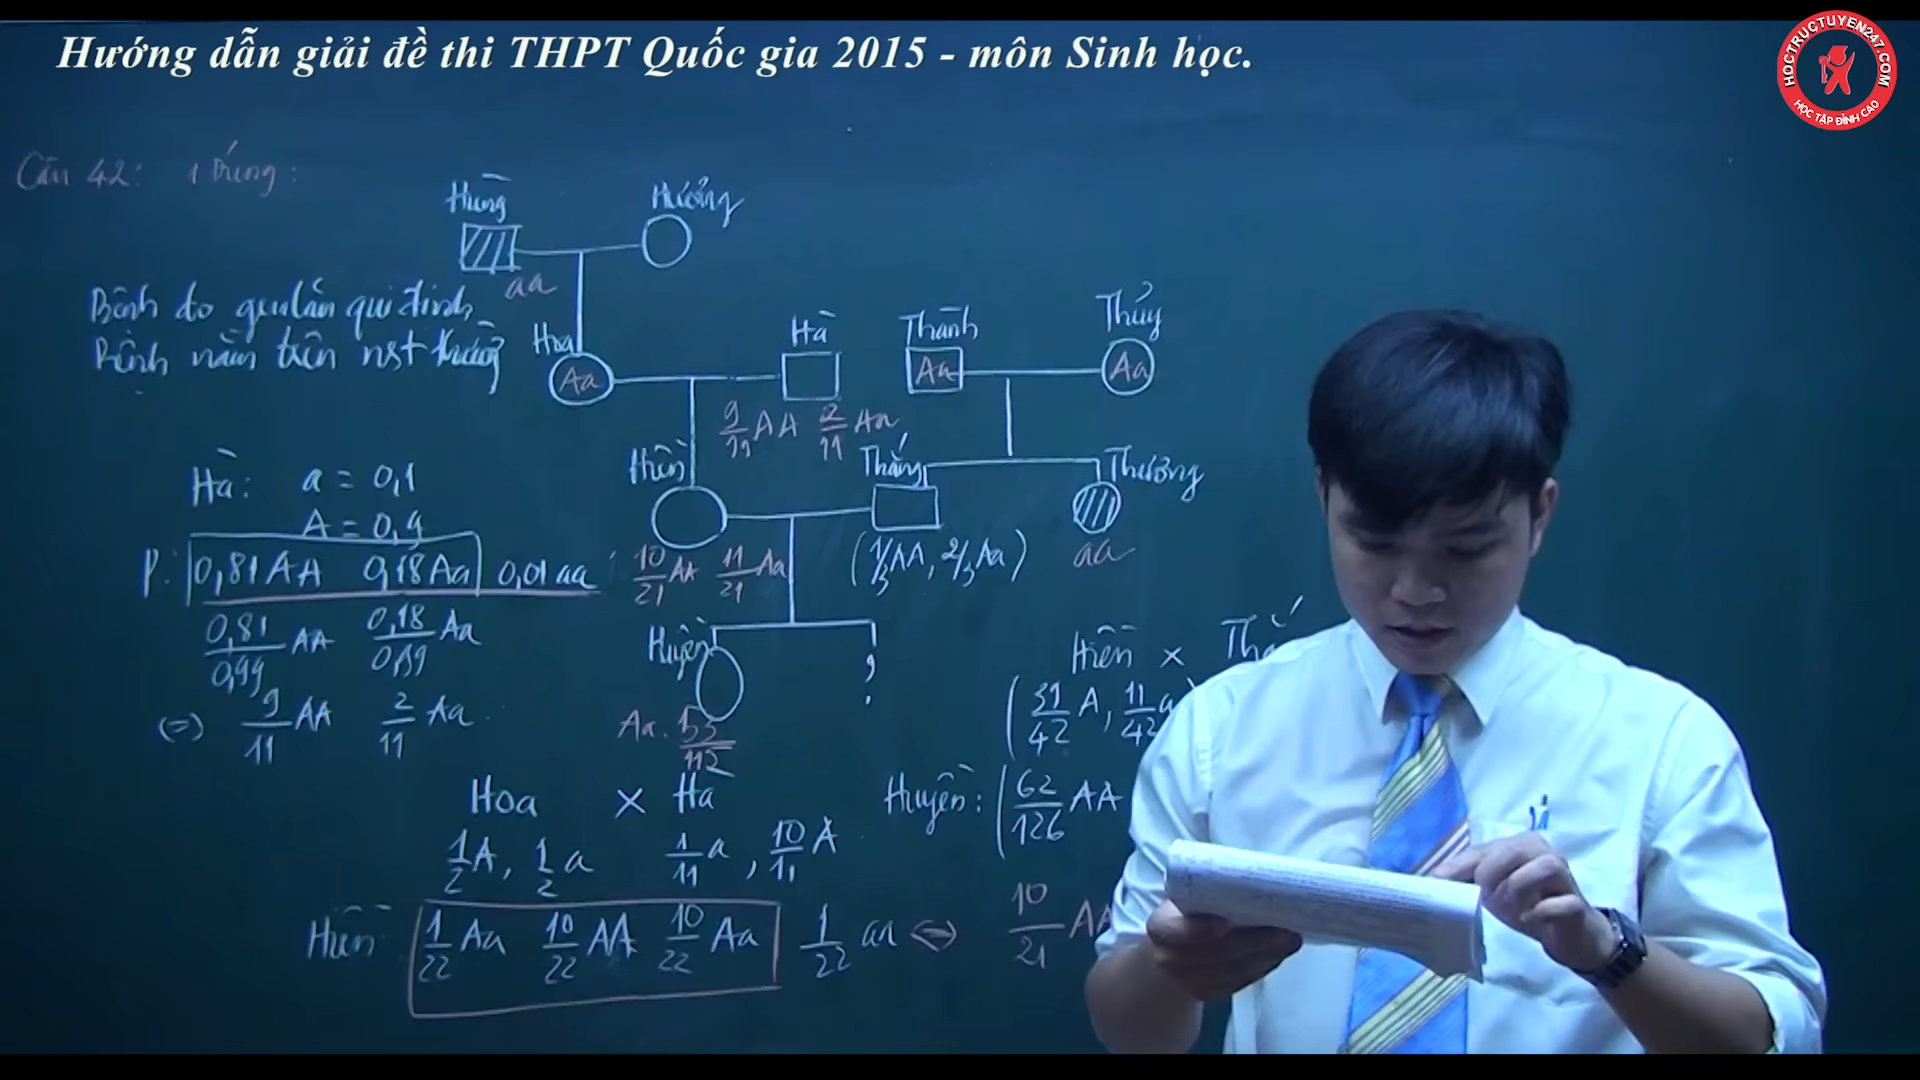 Hướng dẫn giải đề thi THPT Quốc gia 2015 - môn Sinh học.
HOCTRUCTUYEN247.COM
HỌC TẬP ĐỈNH CAO
Câu 42: 1 Đúng:
Hùng
Hưởng
aa
Bệnh do gen lặn qui định
Bệnh nằm trên nst thường
Hoa
Aa
Hà
9/11 AA 2/11 Aa
Thành
Aa
Thủy
Aa
Hiền
10/21 AA 11/21 Aa
Thắng
(1/3 AA, 2/3 Aa)
Thương
aa
Hà: a = 0,1
A = 0,9
P: 0,81 AA 0,18 Aa 0,01 aa
0,81/0,99 AA 0,18/0,99 Aa
(=) 9/11 AA 2/11 Aa
Huyền
?
Aa.
Hoa × Hà
1/2 A, 1/2 a 1/11 a, 10/11 A
Hiền 1/22 Aa 10/22 AA 10/22 Aa 1/22 aa <=> 10/21 AA
Hiền ×
(31/42 A, 11/42 a
Huyền: (62/126 AA